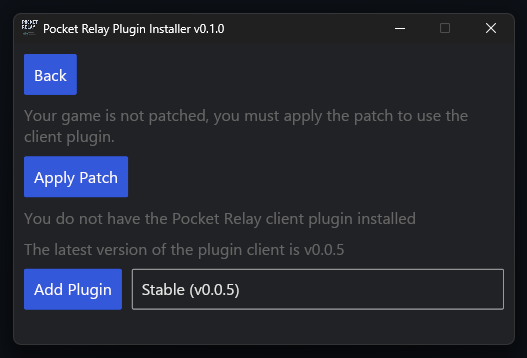 POCKET
RELAY
Pocket Relay Plugin Installer v0.1.0
Back
Your game is not patched, you must apply the patch to use the
client plugin.
Apply Patch
You do not have the Pocket Relay client plugin installed
The latest version of the plugin client is v0.0.5
Add Plugin
Stable (v0.0.5)